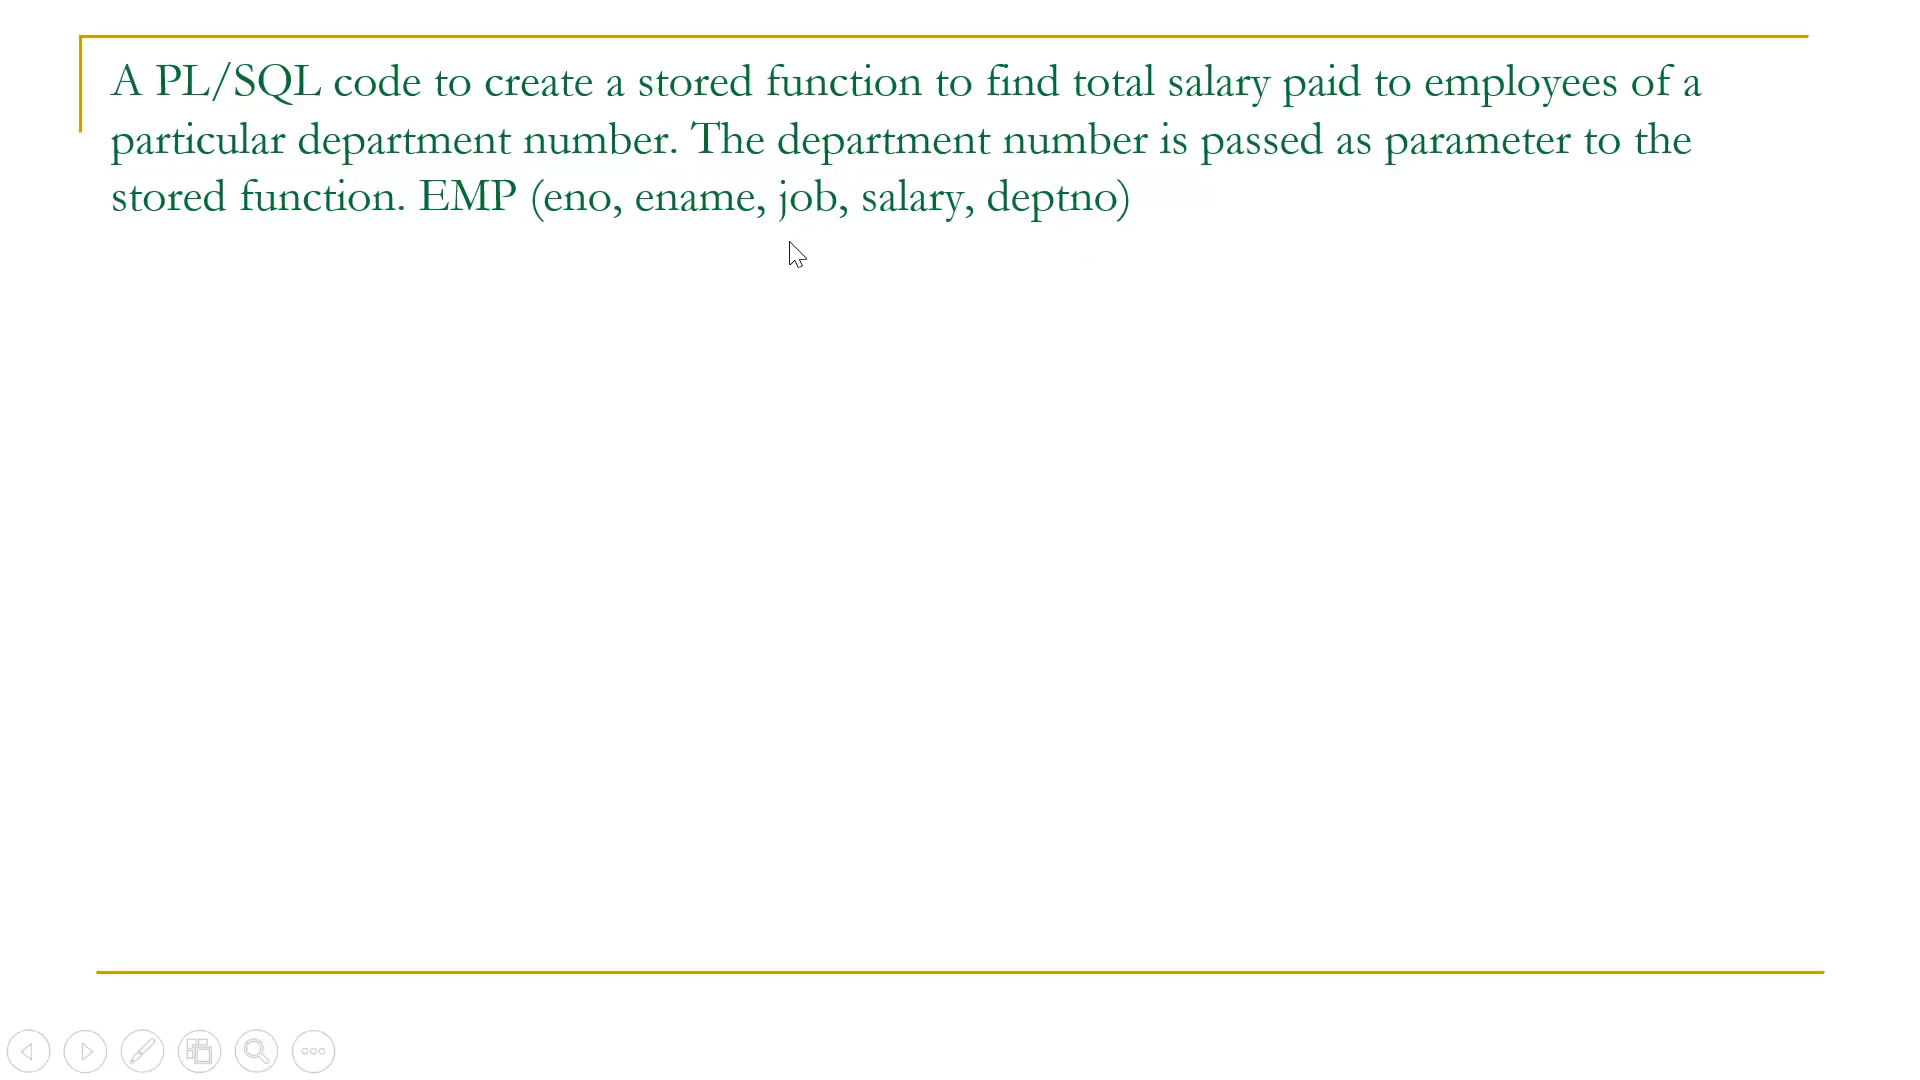 A PL/SQL code to create a stored function to find total salary paid to employees of a
particular department number. The department number is passed as parameter to the
stored function. EMP (eno, ename, job, salary, deptno)